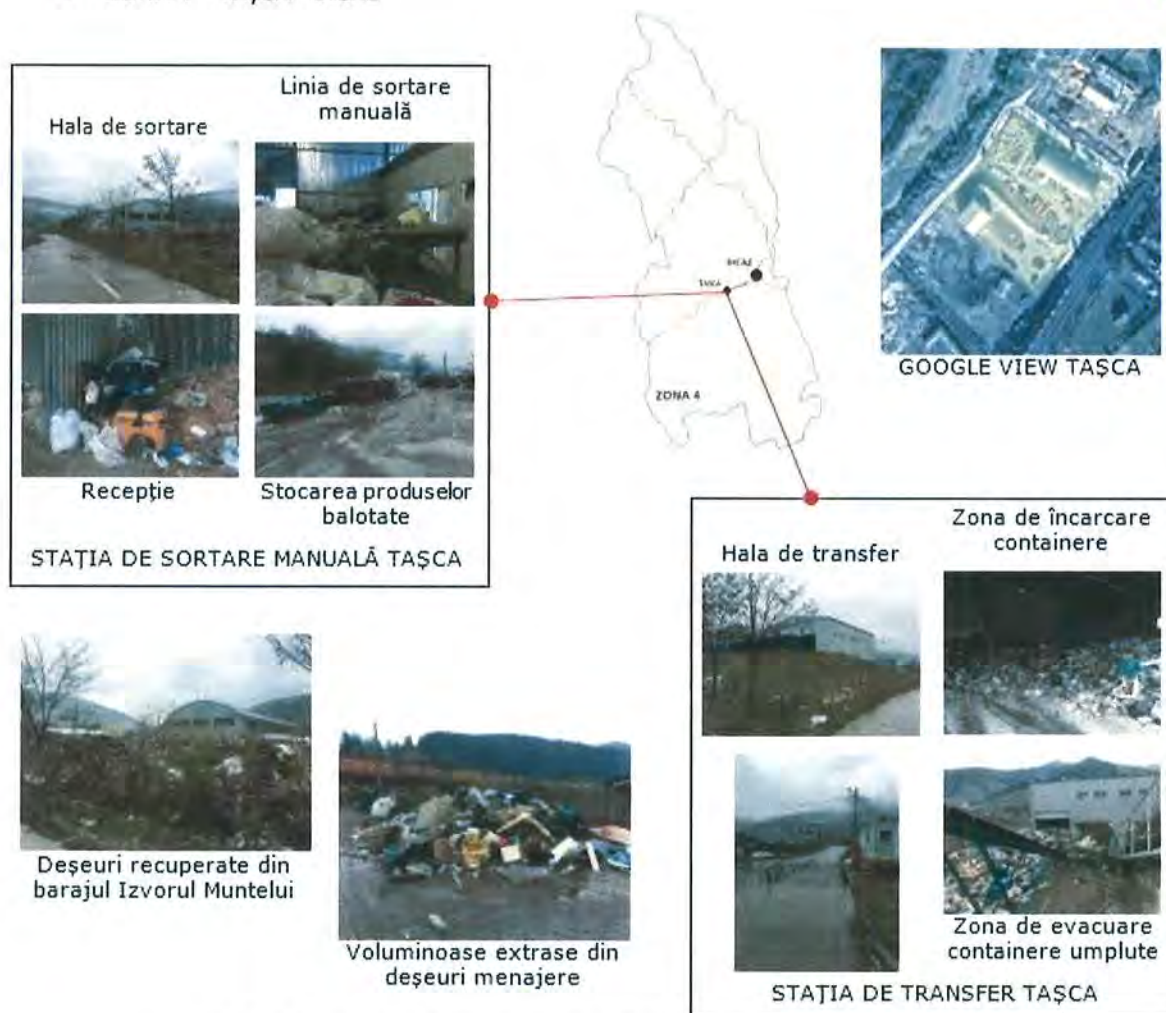 Hala de sortare
Linia de sortare
manuală
Recepție
Stocarea produselor
balotate
STAȚIA DE SORTARE MANUALĂ TAȘCA
BICAZ
TAȘCA
ZONA 4
GOOGLE VIEW TAȘCA
Deșeuri recuperate din
barajul Izvorul Muntelui
Voluminoase extrase din
deșeuri menajere
Hala de transfer
Zona de încarcare
containere
Zona de evacuare
containere umplute
STAȚIA DE TRANSFER TAȘCA